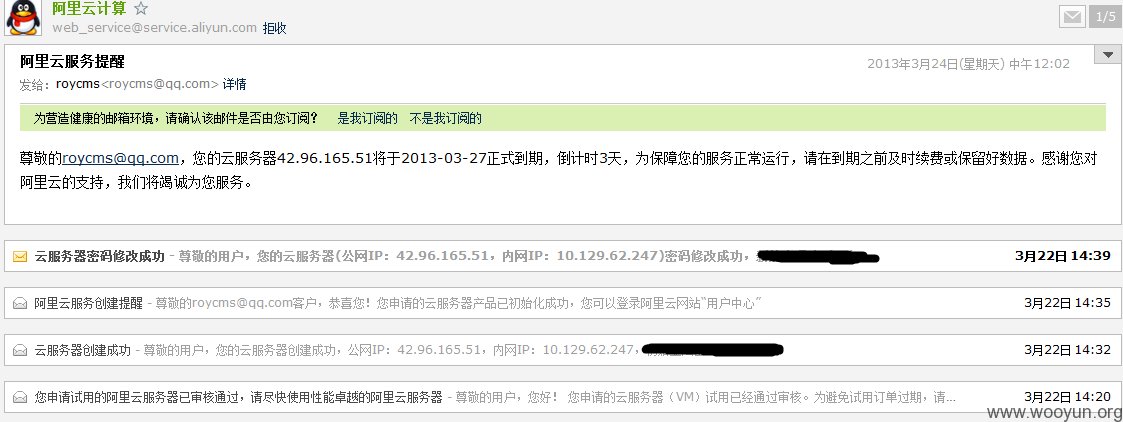 阿里云计算 ☆
web_service@service.aliyun.com 拒收
1/5
阿里云服务提醒
2013年3月24日(星期天) 中午12:02
发给：roycms<roycms@qq.com> 详情
为营造健康的邮箱环境，请确认该邮件是否由您订阅？ 是我订阅的 不是我订阅的
尊敬的roycms@qq.com，您的云服务器42.96.165.51将于2013-03-27正式到期，倒计时3天，为保障您的服务正常运行，请在到期之前及时续费或保留好数据。感谢您对
阿里云的支持，我们将竭诚为您服务。
云服务器密码修改成功 - 尊敬的用户，您的云服务器(公网IP：42.96.165.51，内网IP：10.129.62.247)密码修改成功， 3月22日 14:39
阿里云服务创建提醒 - 尊敬的roycms@qq.com客户，恭喜您！您申请的云服务器产品已初始化成功，您可以登录阿里云网站“用户中心” 3月22日 14:35
云服务器创建成功 - 尊敬的用户，您的云服务器创建成功，公网IP：42.96.165.51，内网IP：10.129.62.247， 3月22日 14:32
您申请试用的阿里云服务器已审核通过，请尽快使用性能卓越的阿里云服务器 - 尊敬的用户，您好！ 您申请的云服务器（VM）试用已经通过审核。为避免试用订单过期，请... 3月22日 14:20
www.wooyun.org